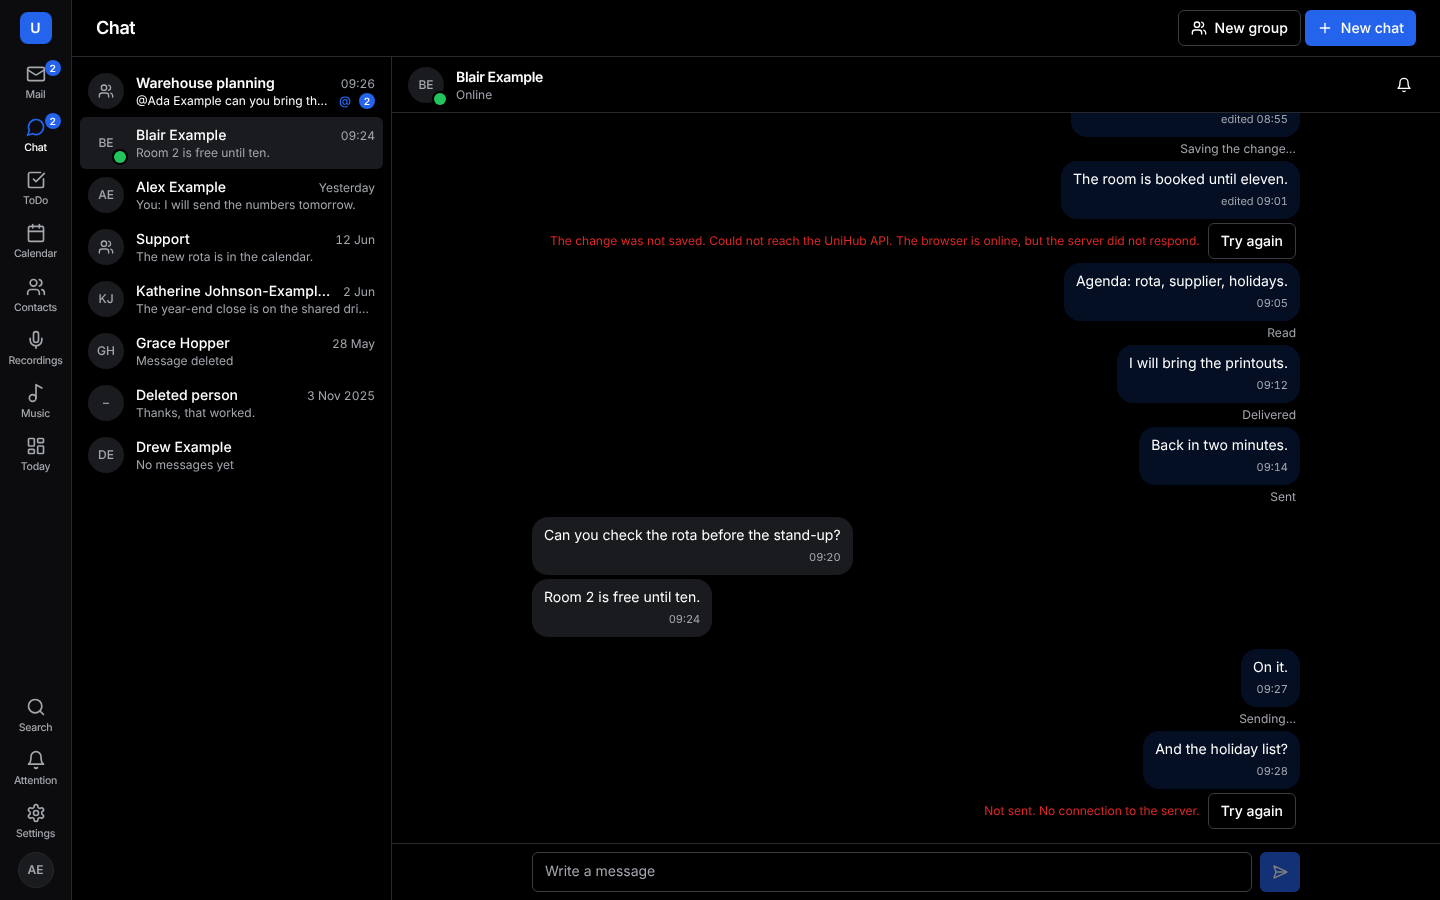 U
Chat
New group
New chat
2
Mail
2
Chat
ToDo
Calendar
Contacts
Recordings
Music
Today
Search
Attention
Settings
AE
Warehouse planning
09:26
@Ada Example can you bring th...
@ 2
BE
Blair Example
09:24
Room 2 is free until ten.
AE
Alex Example
Yesterday
You: I will send the numbers tomorrow.
Support
12 Jun
The new rota is in the calendar.
KJ
Katherine Johnson-Exampl...
2 Jun
The year-end close is on the shared dri...
GH
Grace Hopper
28 May
Message deleted
–
Deleted person
3 Nov 2025
Thanks, that worked.
DE
Drew Example
No messages yet
BE
Blair Example
Online
edited 08:55
Saving the change...
The room is booked until eleven.
edited 09:01
The change was not saved. Could not reach the UniHub API. The browser is online, but the server did not respond.
Try again
Agenda: rota, supplier, holidays.
09:05
Read
I will bring the printouts.
09:12
Delivered
Back in two minutes.
09:14
Sent
Can you check the rota before the stand-up?
09:20
Room 2 is free until ten.
09:24
On it.
09:27
Sending...
And the holiday list?
09:28
Not sent. No connection to the server.
Try again
Write a message